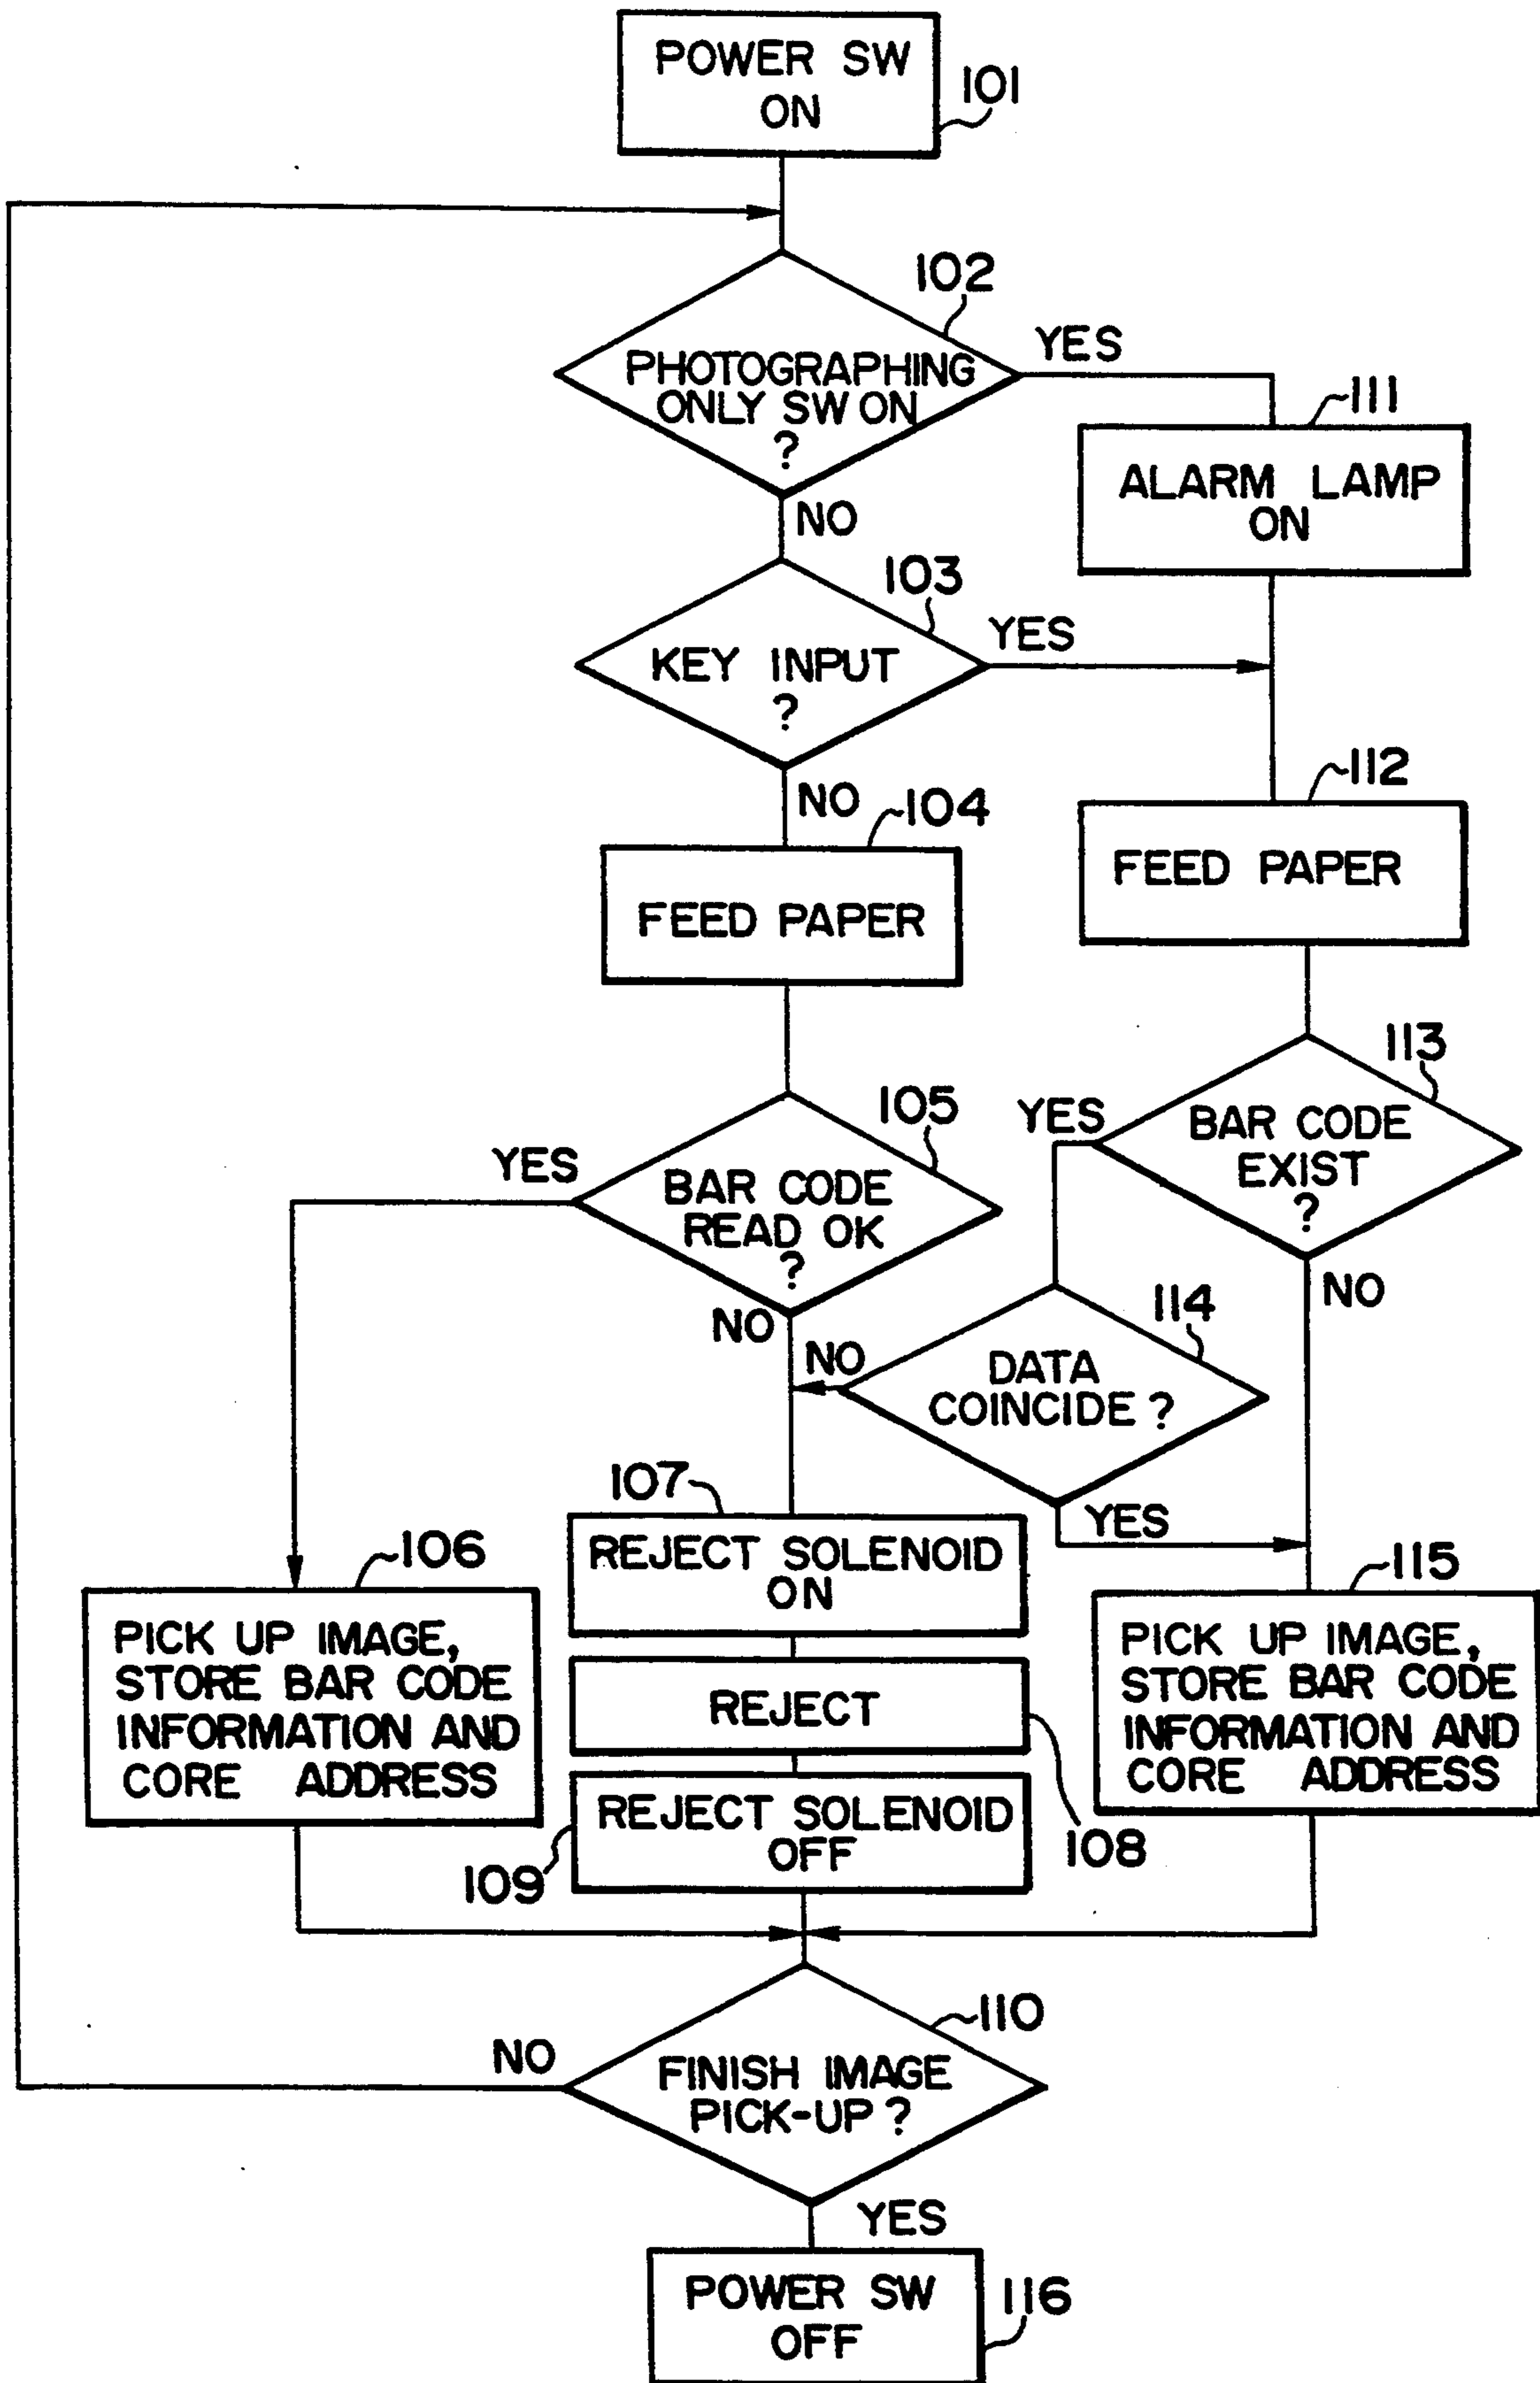 POWER SW
ON
101
102
PHOTOGRAPHING
ONLY SW ON
?
YES
NO
111
ALARM LAMP
ON
103
KEY INPUT
?
YES
NO
104
FEED PAPER
112
FEED PAPER
105
BAR CODE
READ OK
?
YES
NO
113
BAR CODE
EXIST
?
YES
NO
114
DATA
COINCIDE ?
NO
YES
106
PICK UP IMAGE,
STORE BAR CODE
INFORMATION AND
CORE ADDRESS
107
REJECT SOLENOID
ON
REJECT
108
REJECT SOLENOID
OFF
109
115
PICK UP IMAGE,
STORE BAR CODE
INFORMATION AND
CORE ADDRESS
110
FINISH IMAGE
PICK-UP ?
NO
YES
POWER SW
OFF
116